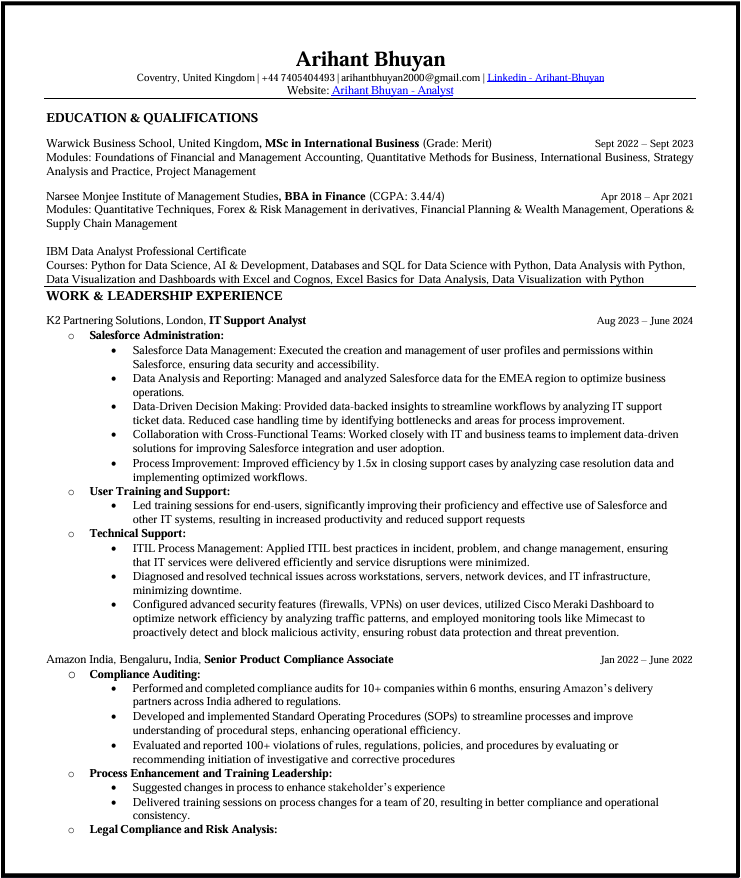 Arihant Bhuyan
Coventry, United Kingdom | +44 7405404493 | arihantbhuyan2000@gmail.com | Linkedin - Arihant-Bhuyan
Website: Arihant Bhuyan - Analyst
EDUCATION & QUALIFICATIONS
Warwick Business School, United Kingdom, MSc in International Business (Grade: Merit) Sept 2022 – Sept 2023
Modules: Foundations of Financial and Management Accounting, Quantitative Methods for Business, International Business, Strategy
Analysis and Practice, Project Management
Narsee Monjee Institute of Management Studies, BBA in Finance (CGPA: 3.44/4) Apr 2018 – Apr 2021
Modules: Quantitative Techniques, Forex & Risk Management in derivatives, Financial Planning & Wealth Management, Operations &
Supply Chain Management
IBM Data Analyst Professional Certificate
Courses: Python for Data Science, AI & Development, Databases and SQL for Data Science with Python, Data Analysis with Python,
Data Visualization and Dashboards with Excel and Cognos, Excel Basics for Data Analysis, Data Visualization with Python
WORK & LEADERSHIP EXPERIENCE
K2 Partnering Solutions, London, IT Support Analyst Aug 2023 – June 2024
o Salesforce Administration:
• Salesforce Data Management: Executed the creation and management of user profiles and permissions within
Salesforce, ensuring data security and accessibility.
• Data Analysis and Reporting: Managed and analyzed Salesforce data for the EMEA region to optimize business
operations.
• Data-Driven Decision Making: Provided data-backed insights to streamline workflows by analyzing IT support
ticket data. Reduced case handling time by identifying bottlenecks and areas for process improvement.
• Collaboration with Cross-Functional Teams: Worked closely with IT and business teams to implement data-driven
solutions for improving Salesforce integration and user adoption.
• Process Improvement: Improved efficiency by 1.5x in closing support cases by analyzing case resolution data and
implementing optimized workflows.
o User Training and Support:
• Led training sessions for end-users, significantly improving their proficiency and effective use of Salesforce and
other IT systems, resulting in increased productivity and reduced support requests
o Technical Support:
• ITIL Process Management: Applied ITIL best practices in incident, problem, and change management, ensuring
that IT services were delivered efficiently and service disruptions were minimized.
• Diagnosed and resolved technical issues across workstations, servers, network devices, and IT infrastructure,
minimizing downtime.
• Configured advanced security features (firewalls, VPNs) on user devices, utilized Cisco Meraki Dashboard to
optimize network efficiency by analyzing traffic patterns, and employed monitoring tools like Mimecast to
proactively detect and block malicious activity, ensuring robust data protection and threat prevention.
Amazon India, Bengaluru, India, Senior Product Compliance Associate Jan 2022 – June 2022
o Compliance Auditing:
• Performed and completed compliance audits for 10+ companies within 6 months, ensuring Amazon's delivery
partners across India adhered to regulations.
• Developed and implemented Standard Operating Procedures (SOPs) to streamline processes and improve
understanding of procedural steps, enhancing operational efficiency.
• Evaluated and reported 100+ violations of rules, regulations, policies, and procedures by evaluating or
recommending initiation of investigative and corrective procedures
o Process Enhancement and Training Leadership:
• Suggested changes in process to enhance stakeholder's experience
• Delivered training sessions on process changes for a team of 20, resulting in better compliance and operational
consistency.
o Legal Compliance and Risk Analysis: